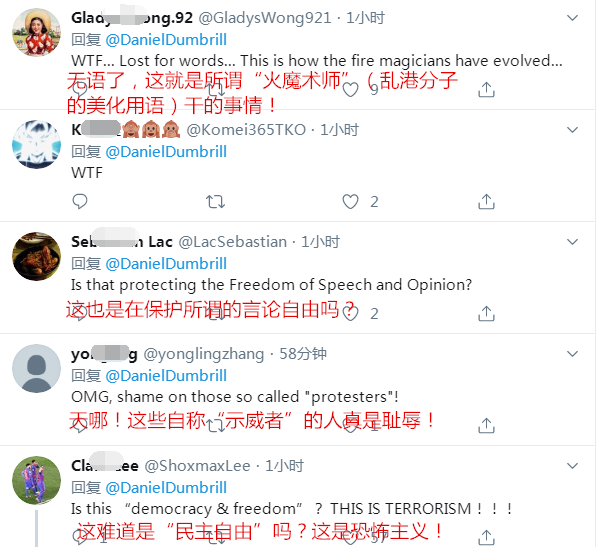 Glady ong.92 @GladysWong921 · 1小时
回复 @DanielDumbrill
WTF... Lost for words... This is how the fire magicians have evolved...
无语了，这就是所谓“火魔术师”（乱港分子
9
的美化用语）干的事情！
K @Komei365TKO · 1小时
回复 @DanielDumbrill
WTF
2
Seb n Lac @LacSebastian · 1小时
回复 @DanielDumbrill
Is that protecting the Freedom of Speech and Opinion?
这也是在保护所谓的言论自由吗？
2
yo g @yonglingzhang · 58分钟
回复 @DanielDumbrill
OMG, shame on those so called "protesters"!
天哪！这些自称“示威者”的人真是耻辱！
1
Cla Lee @ShoxmaxLee · 1小时
回复 @DanielDumbrill
Is this “democracy & freedom” ？ THIS IS TERRORISM！！！
这难道是“民主自由”吗？这是恐怖主义！
1 57